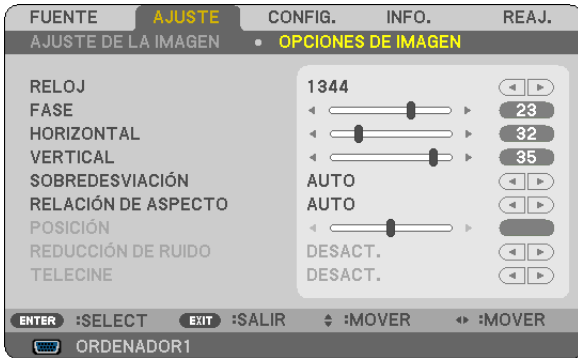 FUENTE AJUSTE CONFIG. INFO. REAJ.
AJUSTE DE LA IMAGEN • OPCIONES DE IMAGEN
RELOJ 1344
FASE 23
HORIZONTAL 32
VERTICAL 35
SOBREDESVIACIÓN AUTO
RELACIÓN DE ASPECTO AUTO
POSICIÓN
REDUCCIÓN DE RUIDO DESACT.
TELECINE DESACT.
ENTER :SELECT EXIT :SALIR :MOVER :MOVER
ORDENADOR1